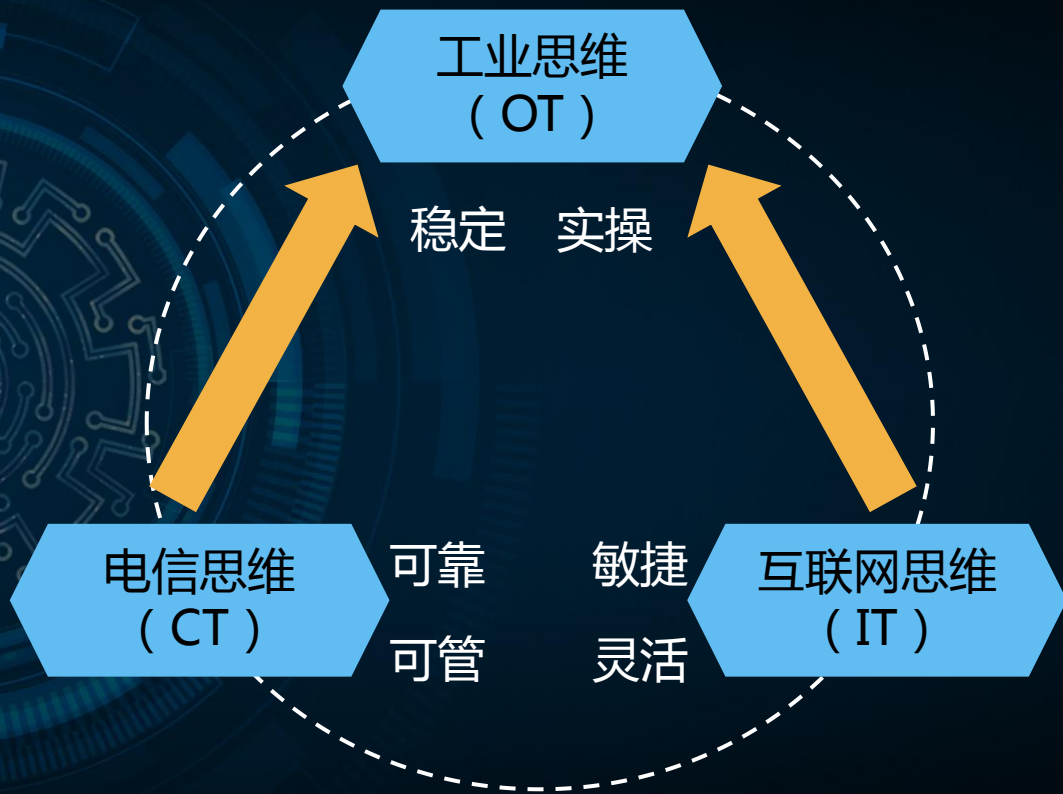 工业思维
（OT）
稳定 实操
电信思维
（CT）
可靠
可管
敏捷
灵活
互联网思维
（IT）